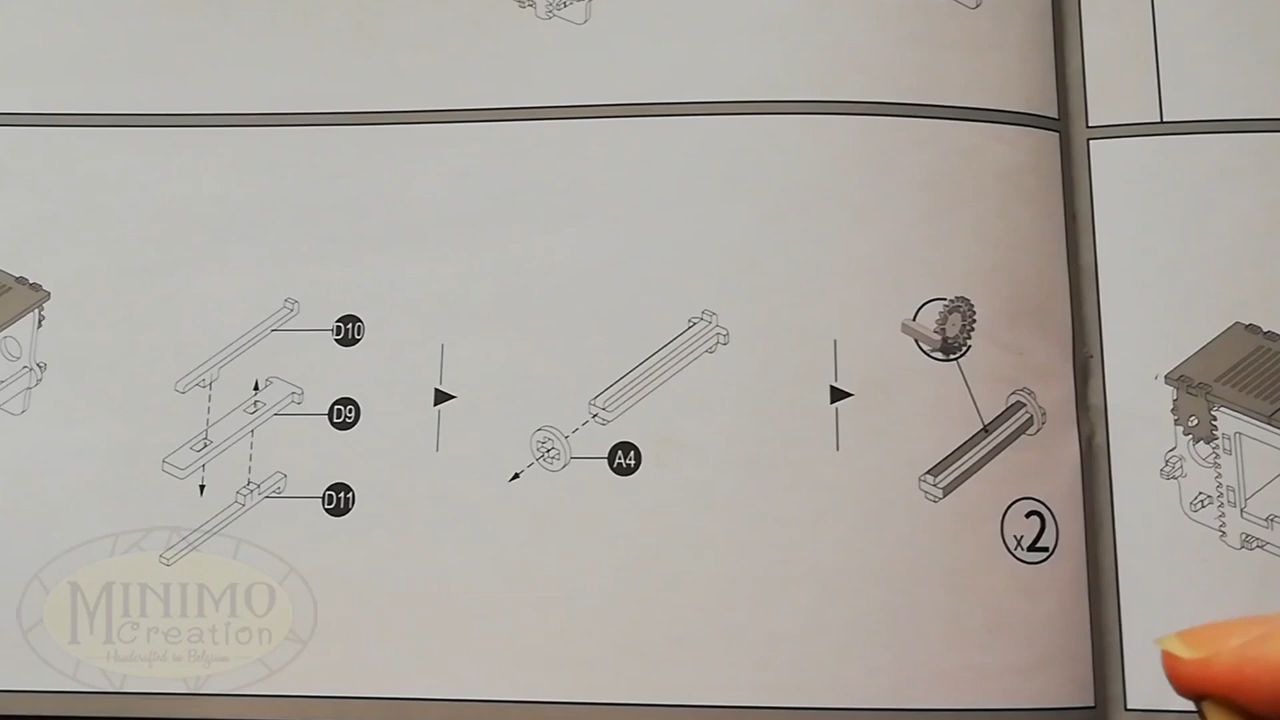 D10
D9
D11
A4
x2
MINIMO
Creation
Handcrafted in Belgium